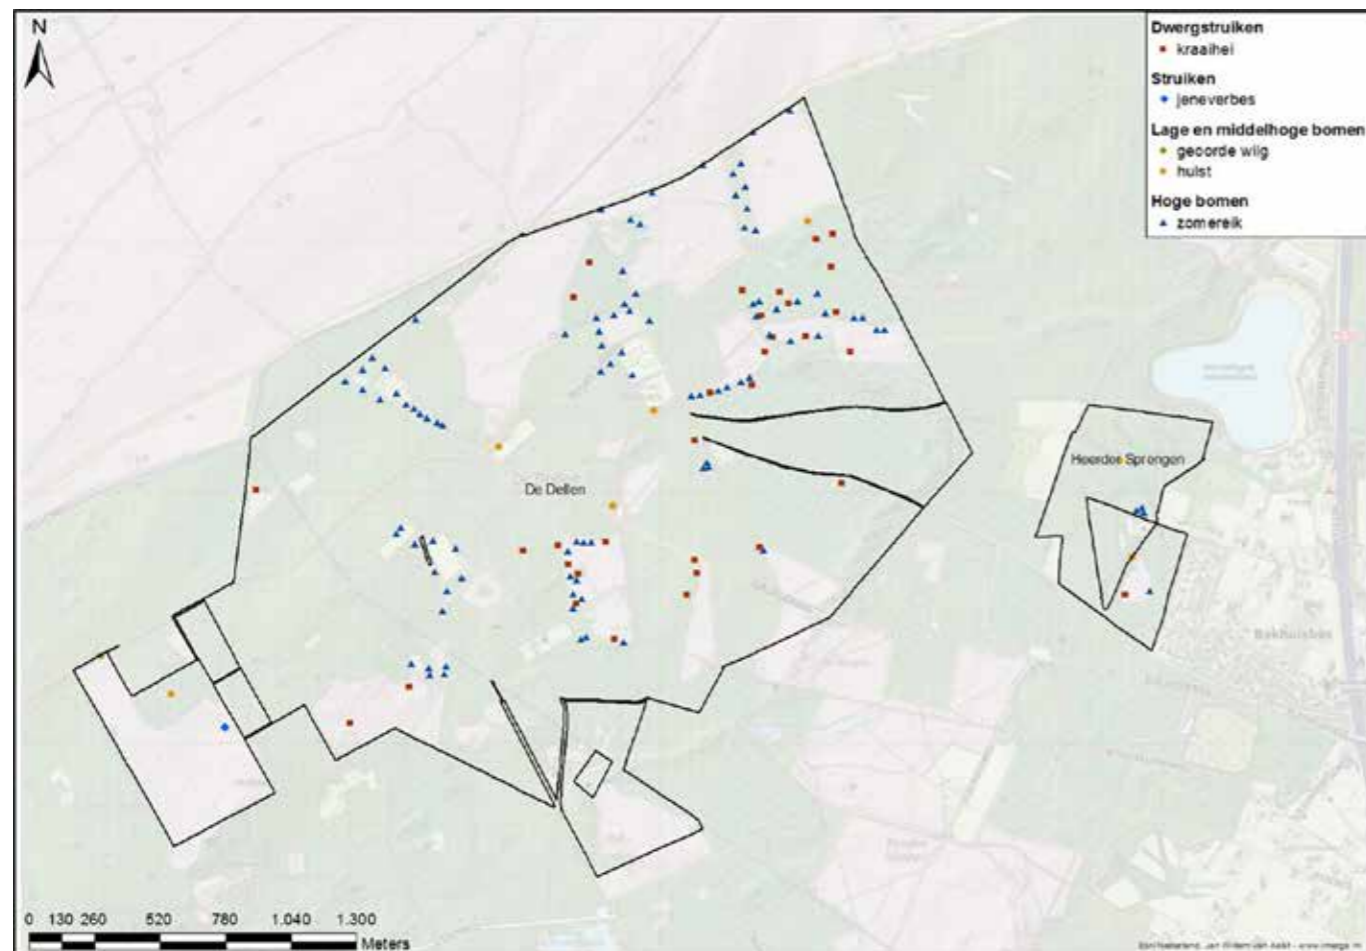 N
Dwergstruiken
kraaihei
Struiken
jeneverbes
Lage en middelhoge bomen
geoorde wilg
hulst
Hoge bomen
zomereik
Heerder Sprengen
De Dellen
0 130 260 520 780 1.040 1.300
Meters